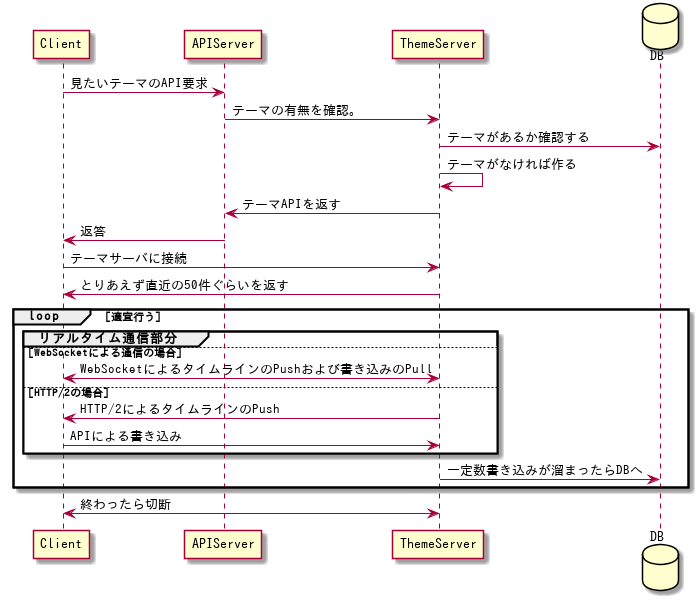 DB
Client
APIServer
ThemeServer
見たいテーマのAPI要求
テーマの有無を確認。
テーマがあるか確認する
テーマがなければ作る
テーマAPIを返す
返答
テーマサーバに接続
とりあえず直近の50件ぐらいを返す
loop [適宜行う]
リアルタイム通信部分
[WebSocketによる通信の場合]
WebSocketによるタイムラインのPushおよび書き込みのPull
[HTTP/2の場合]
HTTP/2によるタイムラインのPush
APIによる書き込み
一定数書き込みが溜まったらDBへ
終わったら切断
Client
APIServer
ThemeServer
DB